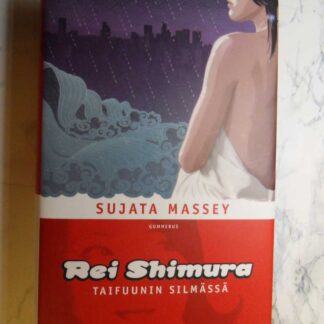 SUJATA MASSEY
GUMMERUS
Rei Shimura
TAIFUUNIN SILMÄSSÄ